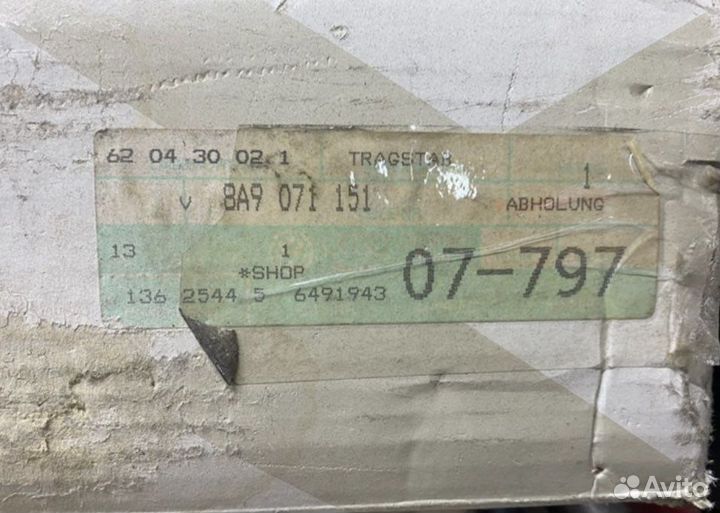 62 04 30 02 1 TRAGSTAB
1
V 8A9 071 151 ABHOLUNG
13 1
*SHOP 07-797
136 2544 5 6491943
Avito